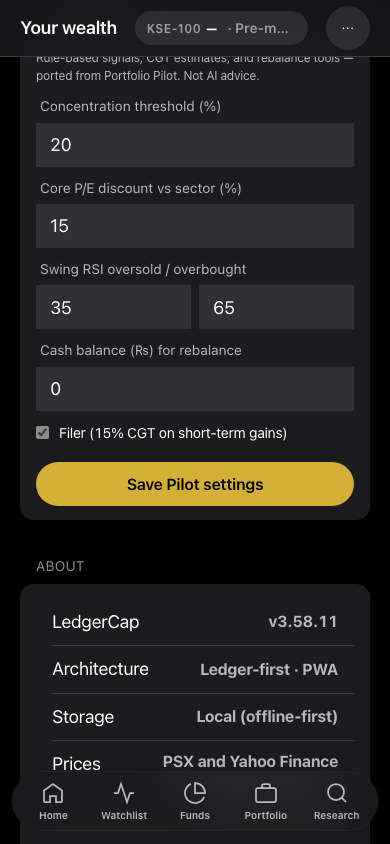 Your wealth
KSE-100 – · Pre-m...
...
Rule-based signals, CGT estimates, and rebalance tools —
ported from Portfolio Pilot. Not AI advice.
Concentration threshold (%)
20
Core P/E discount vs sector (%)
15
Swing RSI oversold / overbought
35 65
Cash balance (₨) for rebalance
0
Filer (15% CGT on short-term gains)
Save Pilot settings
ABOUT
LedgerCap v3.58.11
Architecture Ledger-first · PWA
Storage Local (offline-first)
Prices PSX and Yahoo Finance
Home Watchlist Funds Portfolio Research